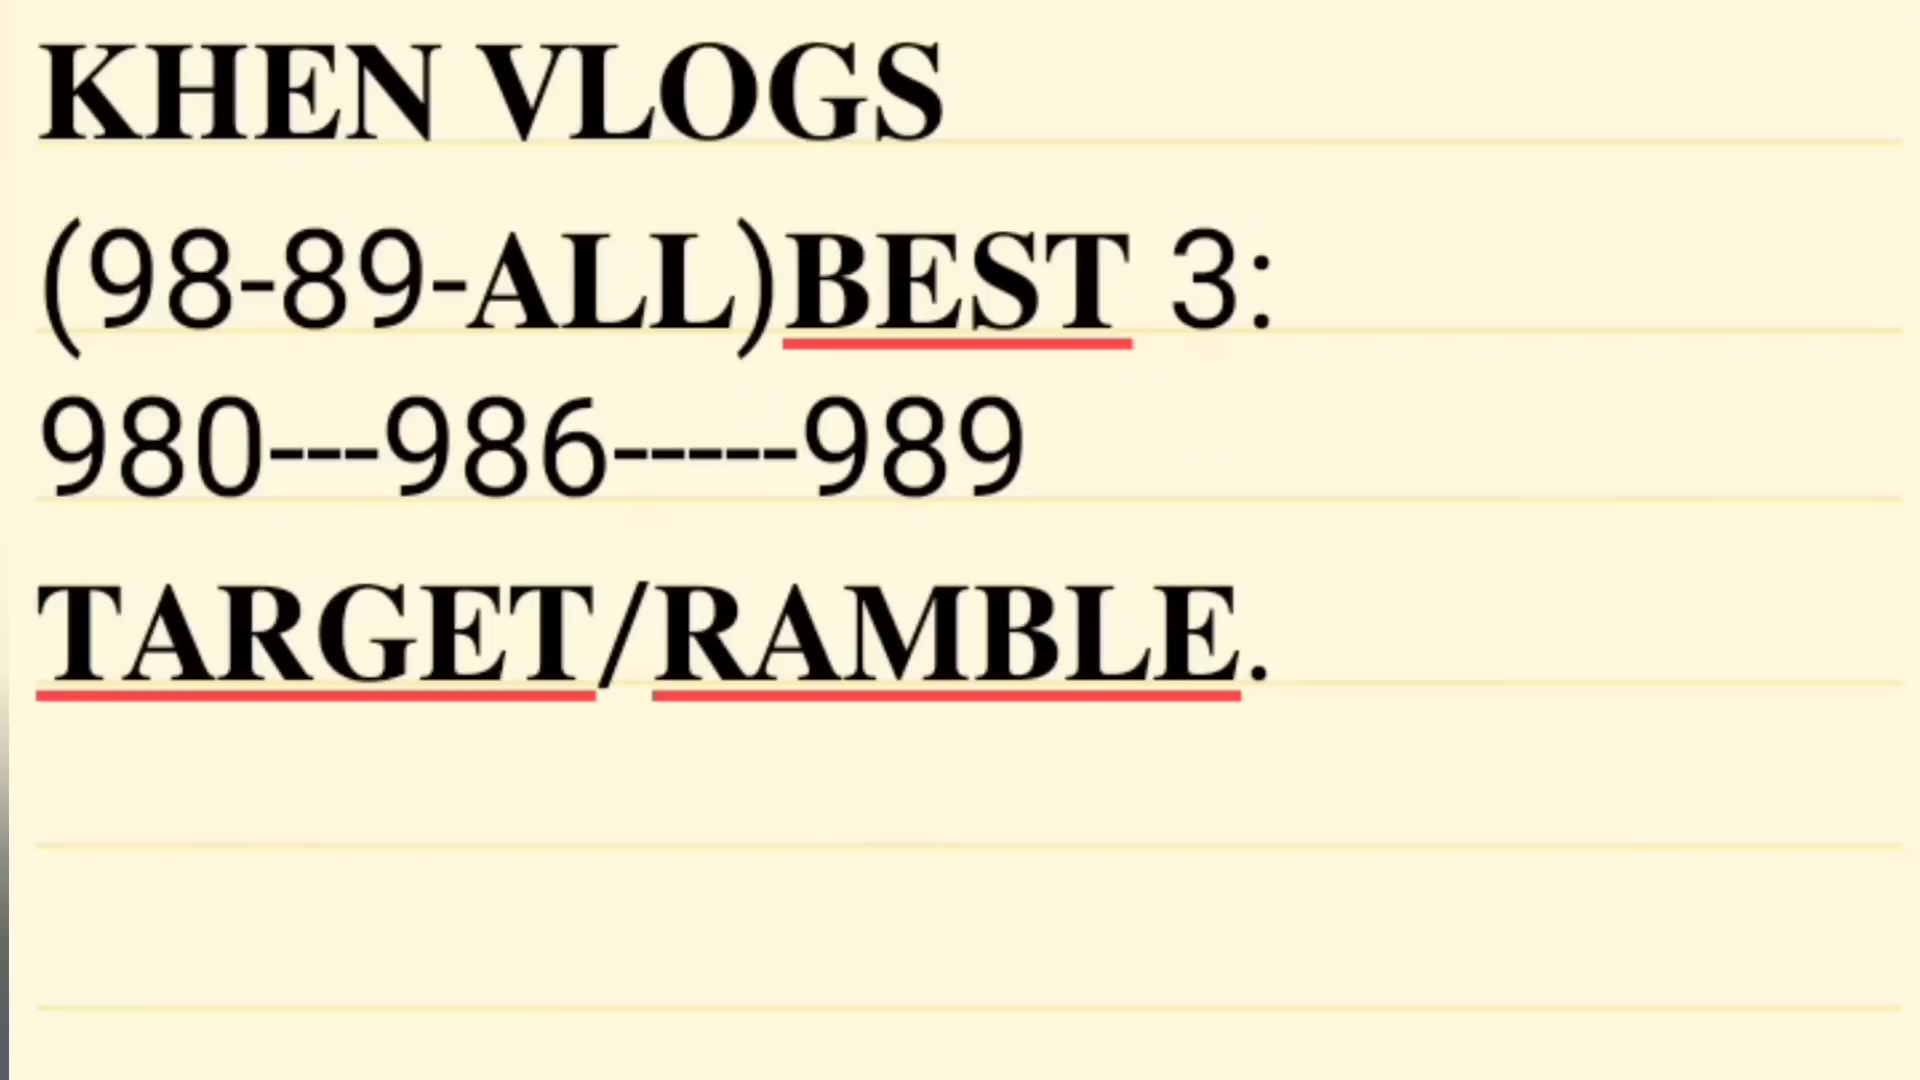 KHEN VLOGS
(98-89-ALL)BEST 3:
980---986-----989
TARGET/RAMBLE.